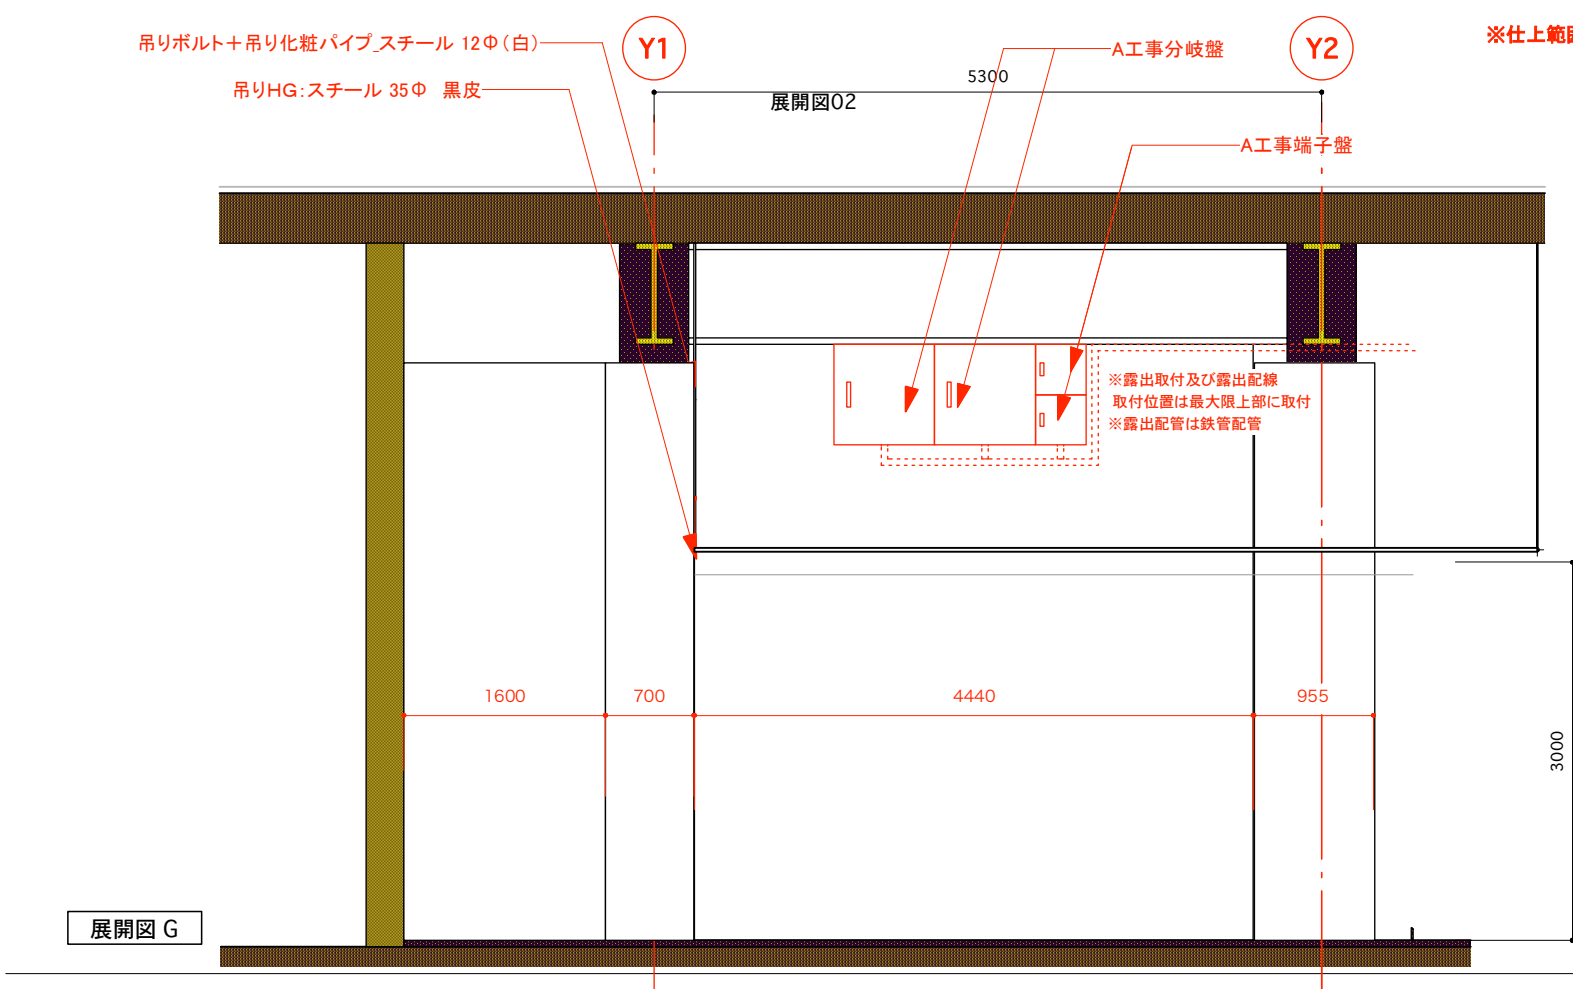 吊りボルト＋吊り化粧パイプ_スチール 12Φ（白）
Y1
A工事分岐盤
Y2
※仕上範囲
吊りHG：スチール 35Φ　黒皮
5300
展開図02
A工事端子盤
※露出取付及び露出配線
取付位置は最大限上部に取付
※露出配管は鉄管配管
1600
700
4440
955
3000
展開図 G